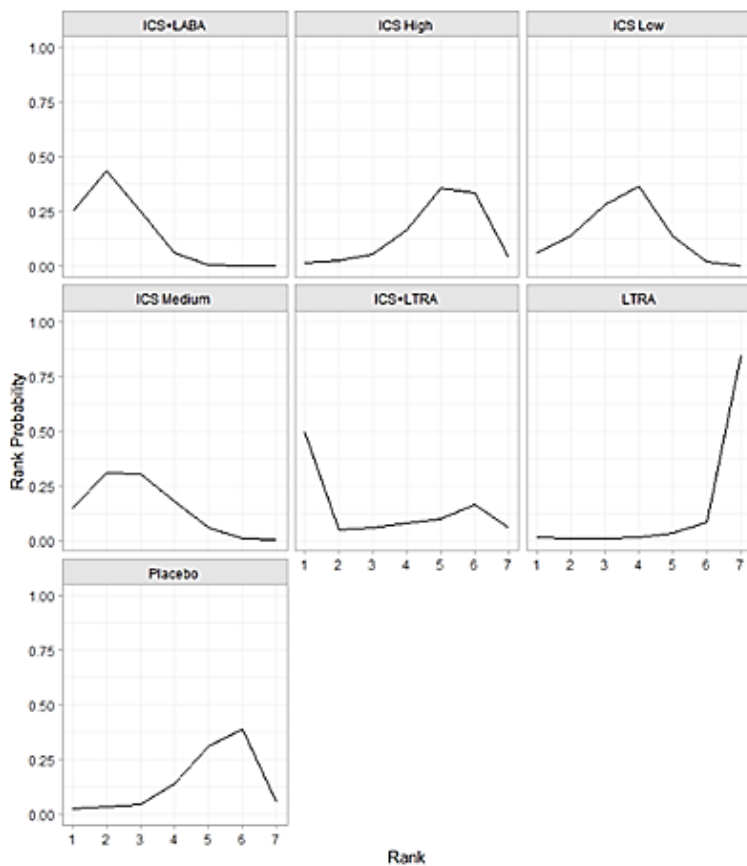 ICS+LABA ICS High ICS Low
1.00
0.75
0.50
0.25
0.00
ICS Medium ICS+LTRA LTRA
Rank Probability
1.00
0.75
0.50
0.25
0.00
1 2 3 4 5 6 7 1 2 3 4 5 6 7
Placebo
1.00
0.75
0.50
0.25
0.00
1 2 3 4 5 6 7
Rank